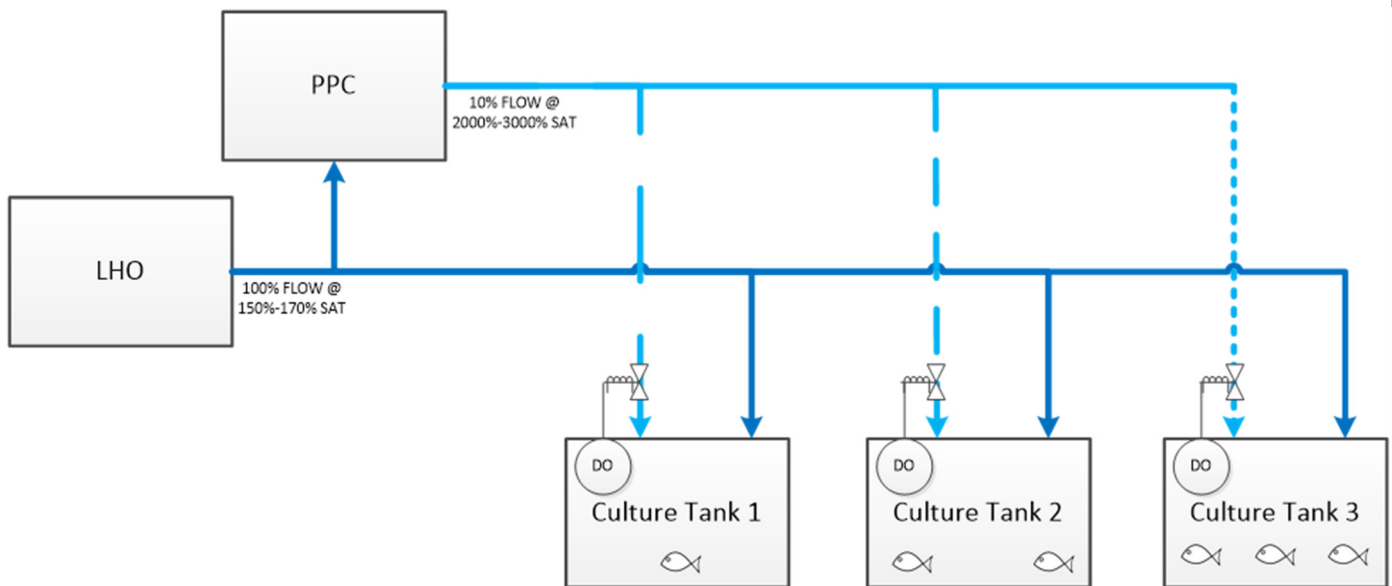 PPC
10% FLOW @
2000%-3000% SAT
LHO
100% FLOW @
150%-170% SAT
DO
DO
DO
Culture Tank 1
Culture Tank 2
Culture Tank 3